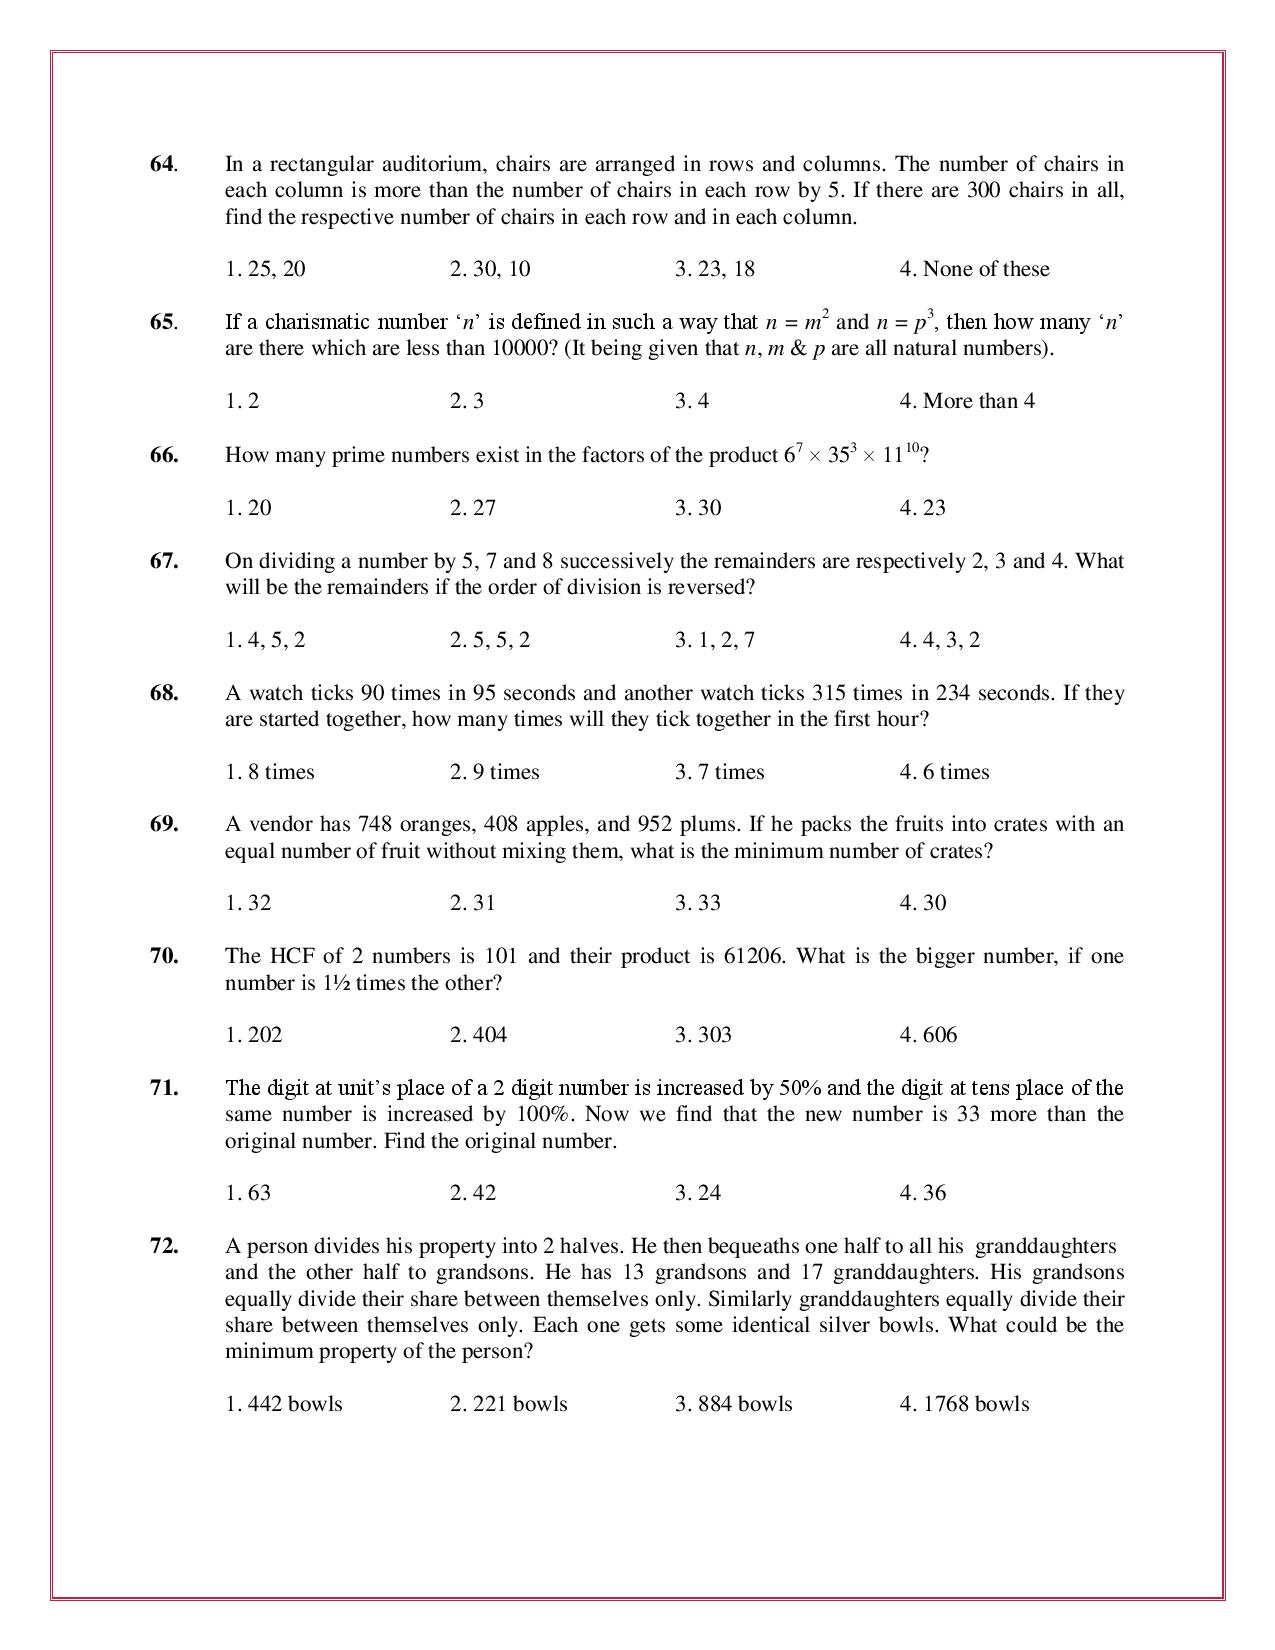 64. In a rectangular auditorium, chairs are arranged in rows and columns. The number of chairs in
each column is more than the number of chairs in each row by 5. If there are 300 chairs in all,
find the respective number of chairs in each row and in each column.
1. 25, 20 2. 30, 10 3. 23, 18 4. None of these
65. If a charismatic number ‘n’ is defined in such a way that n = m² and n = p³, then how many ‘n’
are there which are less than 10000? (It being given that n, m & p are all natural numbers).
1. 2 2. 3 3. 4 4. More than 4
66. How many prime numbers exist in the factors of the product 6⁷ × 35³ × 11¹⁰?
1. 20 2. 27 3. 30 4. 23
67. On dividing a number by 5, 7 and 8 successively the remainders are respectively 2, 3 and 4. What
will be the remainders if the order of division is reversed?
1. 4, 5, 2 2. 5, 5, 2 3. 1, 2, 7 4. 4, 3, 2
68. A watch ticks 90 times in 95 seconds and another watch ticks 315 times in 234 seconds. If they
are started together, how many times will they tick together in the first hour?
1. 8 times 2. 9 times 3. 7 times 4. 6 times
69. A vendor has 748 oranges, 408 apples, and 952 plums. If he packs the fruits into crates with an
equal number of fruit without mixing them, what is the minimum number of crates?
1. 32 2. 31 3. 33 4. 30
70. The HCF of 2 numbers is 101 and their product is 61206. What is the bigger number, if one
number is 1½ times the other?
1. 202 2. 404 3. 303 4. 606
71. The digit at unit’s place of a 2 digit number is increased by 50% and the digit at tens place of the
same number is increased by 100%. Now we find that the new number is 33 more than the
original number. Find the original number.
1. 63 2. 42 3. 24 4. 36
72. A person divides his property into 2 halves. He then bequeaths one half to all his granddaughters
and the other half to grandsons. He has 13 grandsons and 17 granddaughters. His grandsons
equally divide their share between themselves only. Similarly granddaughters equally divide their
share between themselves only. Each one gets some identical silver bowls. What could be the
minimum property of the person?
1. 442 bowls 2. 221 bowls 3. 884 bowls 4. 1768 bowls